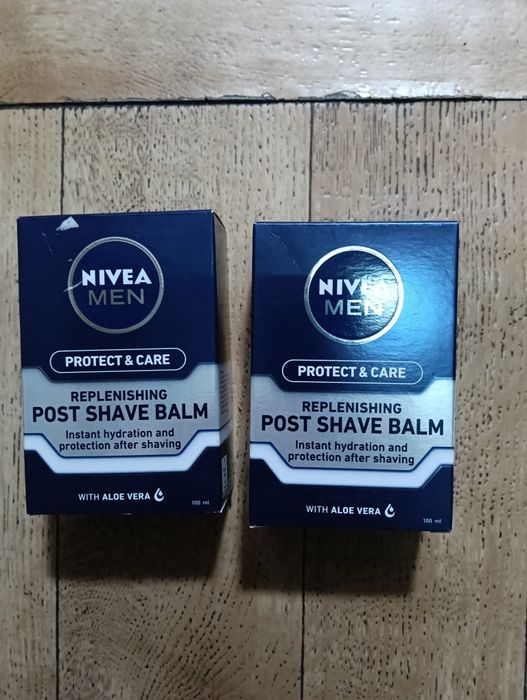 NIVEA
MEN
PROTECT & CARE
REPLENISHING
POST SHAVE BALM
Instant hydration and
protection after shaving
WITH ALOE VERA
100 ml
NIVEA
MEN
PROTECT & CARE
REPLENISHING
POST SHAVE BALM
Instant hydration and
protection after shaving
WITH ALOE VERA
100 ml